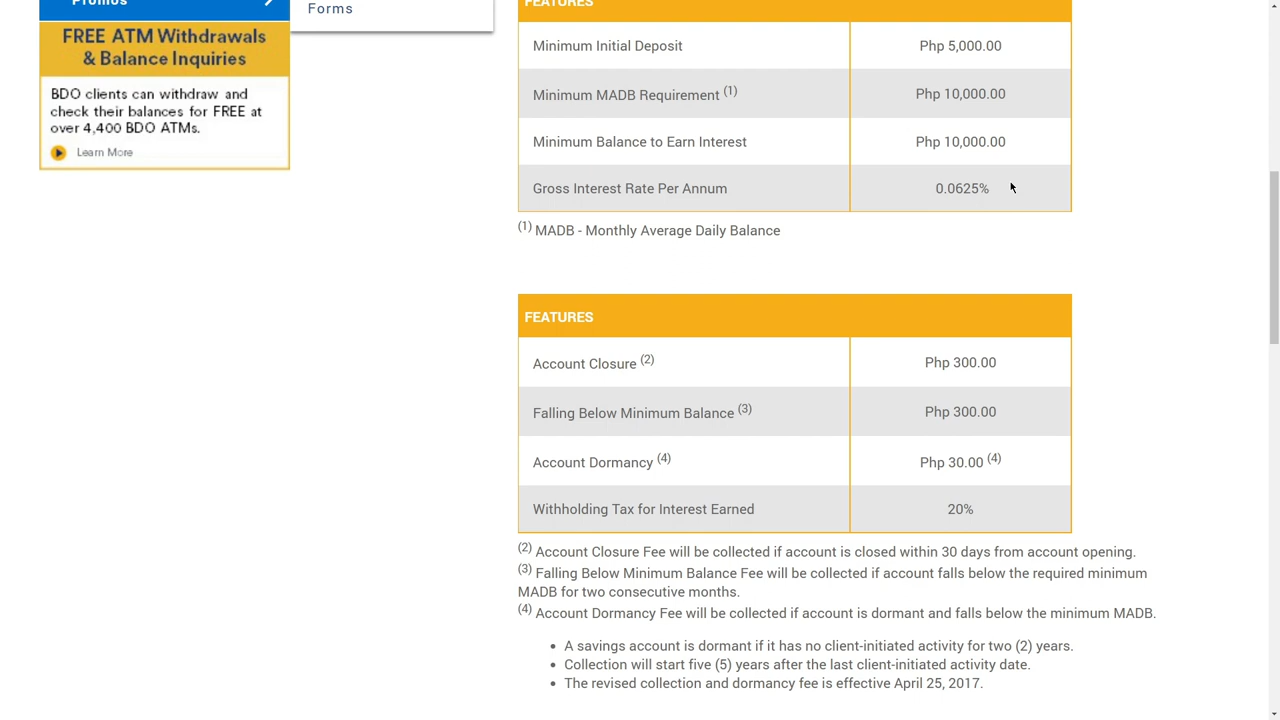 Promos
Forms
FREE ATM Withdrawals
& Balance Inquiries
BDO clients can withdraw and
check their balances for FREE at
over 4,400 BDO ATMs.
Learn More
FEATURES
Minimum Initial Deposit Php 5,000.00
Minimum MADB Requirement (1) Php 10,000.00
Minimum Balance to Earn Interest Php 10,000.00
Gross Interest Rate Per Annum 0.0625%
(1) MADB - Monthly Average Daily Balance
FEATURES
Account Closure (2) Php 300.00
Falling Below Minimum Balance (3) Php 300.00
Account Dormancy (4) Php 30.00 (4)
Withholding Tax for Interest Earned 20%
(2) Account Closure Fee will be collected if account is closed within 30 days from account opening.
(3) Falling Below Minimum Balance Fee will be collected if account falls below the required minimum
MADB for two consecutive months.
(4) Account Dormancy Fee will be collected if account is dormant and falls below the minimum MADB.
• A savings account is dormant if it has no client-initiated activity for two (2) years.
• Collection will start five (5) years after the last client-initiated activity date.
• The revised collection and dormancy fee is effective April 25, 2017.